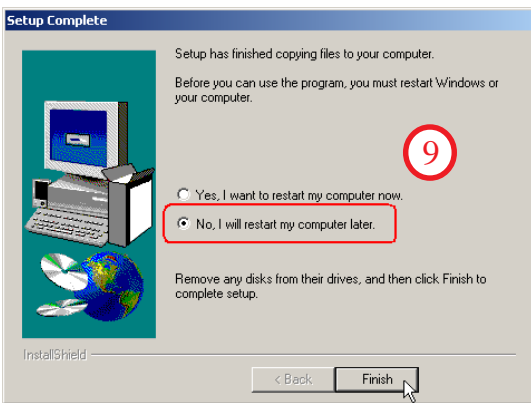 Setup Complete
Setup has finished copying files to your computer.
Before you can use the program, you must restart Windows or
your computer.
9
Yes, I want to restart my computer now.
No, I will restart my computer later.
Remove any disks from their drives, and then click Finish to
complete setup.
InstallShield
< Back
Finish